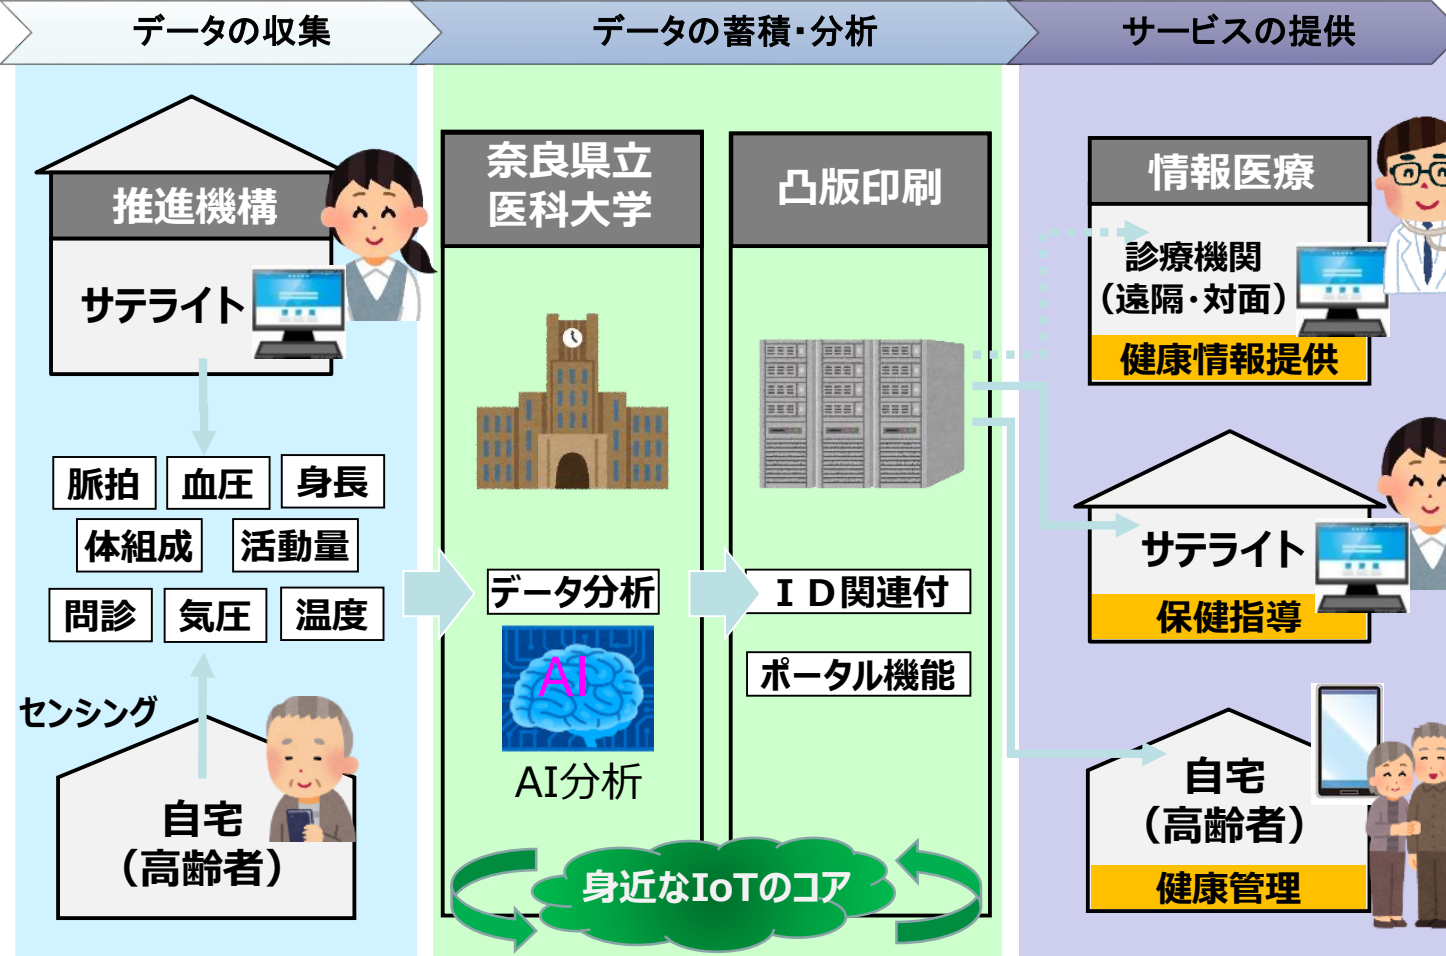 データの収集
データの蓄積・分析
サービスの提供
推進機構
サテライト
脈拍
血圧
身長
体組成
活動量
問診
気圧
温度
センシング
自宅
（高齢者）
奈良県立
医科大学
データ分析
AI
AI分析
凸版印刷
ＩＤ関連付
ポータル機能
身近なIoTのコア
情報医療
診療機関
（遠隔・対面）
健康情報提供
サテライト
保健指導
自宅
（高齢者）
健康管理